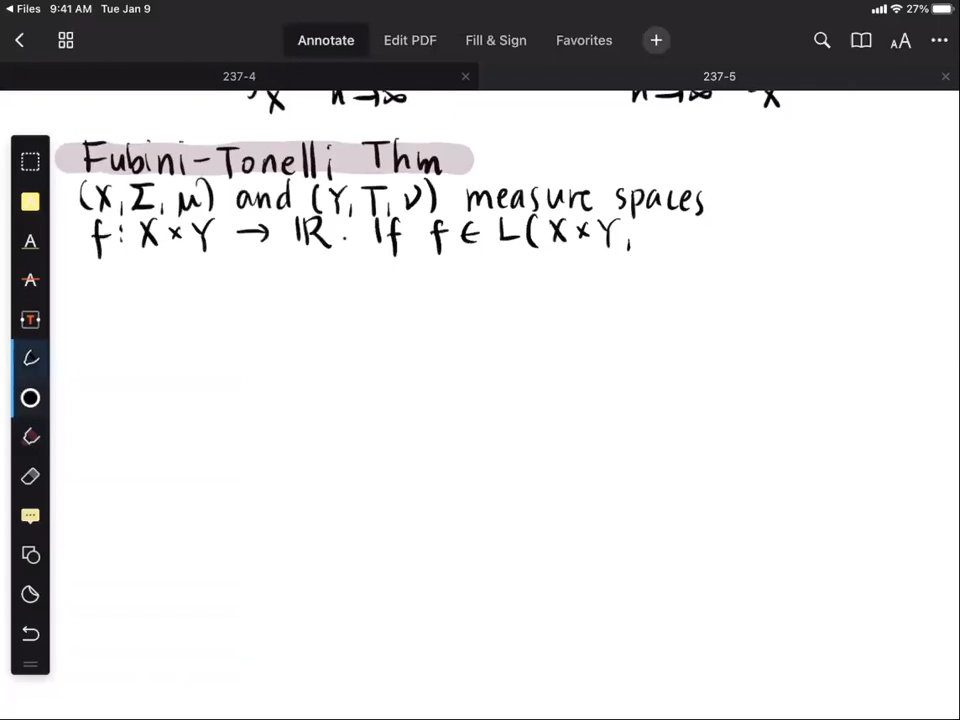 Files 9:41 AM Tue Jan 9 27%
Annotate Edit PDF Fill & Sign Favorites AA
237-4 237-5
X n→∞ n→∞ X
Fubini-Tonelli Thm
(X, Σ, μ) and (Y, T, ν) measure spaces
f: X × Y → ℝ. If f ∈ L(X × Y,